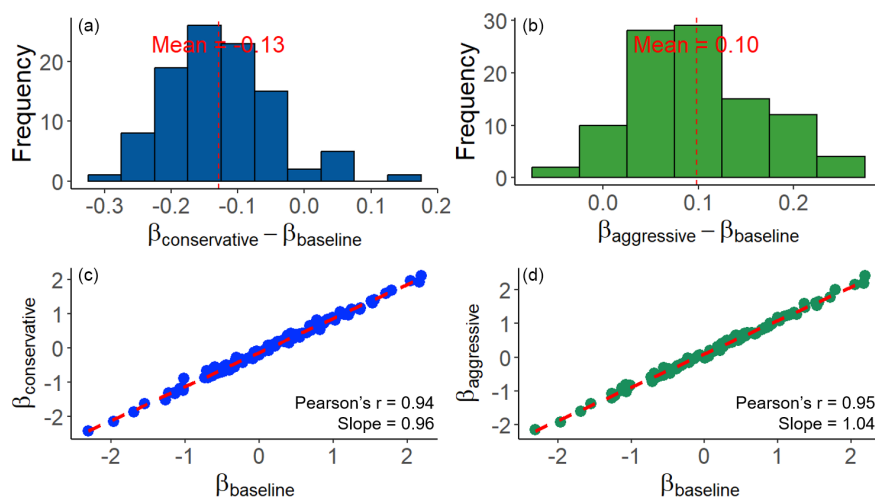 (a)
Mean = -0.13
Frequency
20
10
0
-0.3 -0.2 -0.1 0.0 0.1 0.2
βconservative – βbaseline
(b)
Mean = 0.10
Frequency
30
20
10
0
0.0 0.1 0.2
βaggressive – βbaseline
(c)
βconservative
2
1
0
-1
-2
Pearson's r = 0.94
Slope = 0.96
-2 -1 0 1 2
βbaseline
(d)
βaggressive
2
1
0
-1
-2
Pearson's r = 0.95
Slope = 1.04
-2 -1 0 1 2
βbaseline